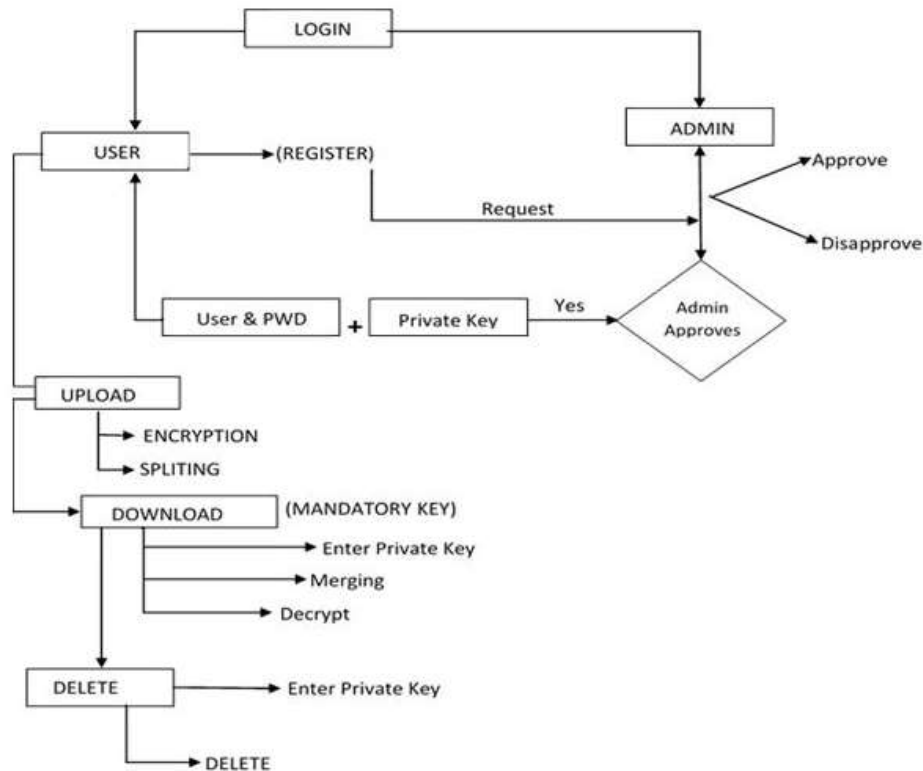 LOGIN
ADMIN
USER
(REGISTER)
Approve
Request
Disapprove
User & PWD
+
Private Key
Yes
Admin
Approves
UPLOAD
ENCRYPTION
SPLITING
DOWNLOAD
(MANDATORY KEY)
Enter Private Key
Merging
Decrypt
DELETE
Enter Private Key
DELETE